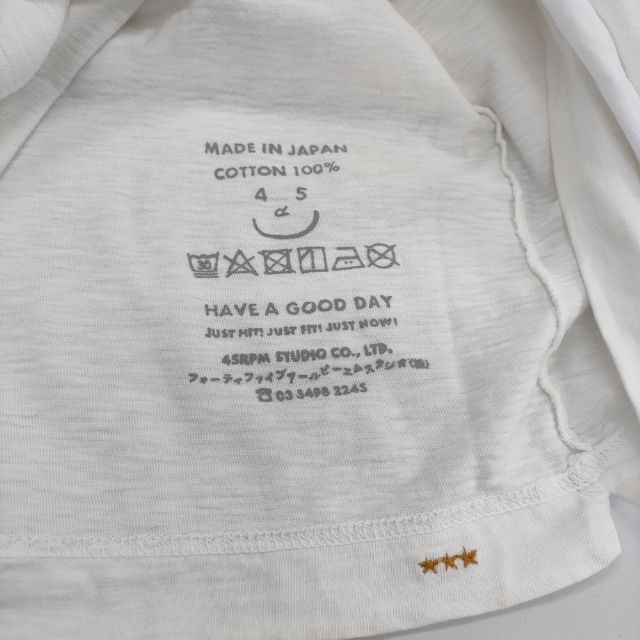 MADE IN JAPAN
COTTON 100%
4 5
R
30
HAVE A GOOD DAY
JUST HIT! JUST FIT! JUST NOW!
45RPM STUDIO CO., LTD.
フォーティファイブアールピーエムスタジオ(株)
☎03 3498 2245